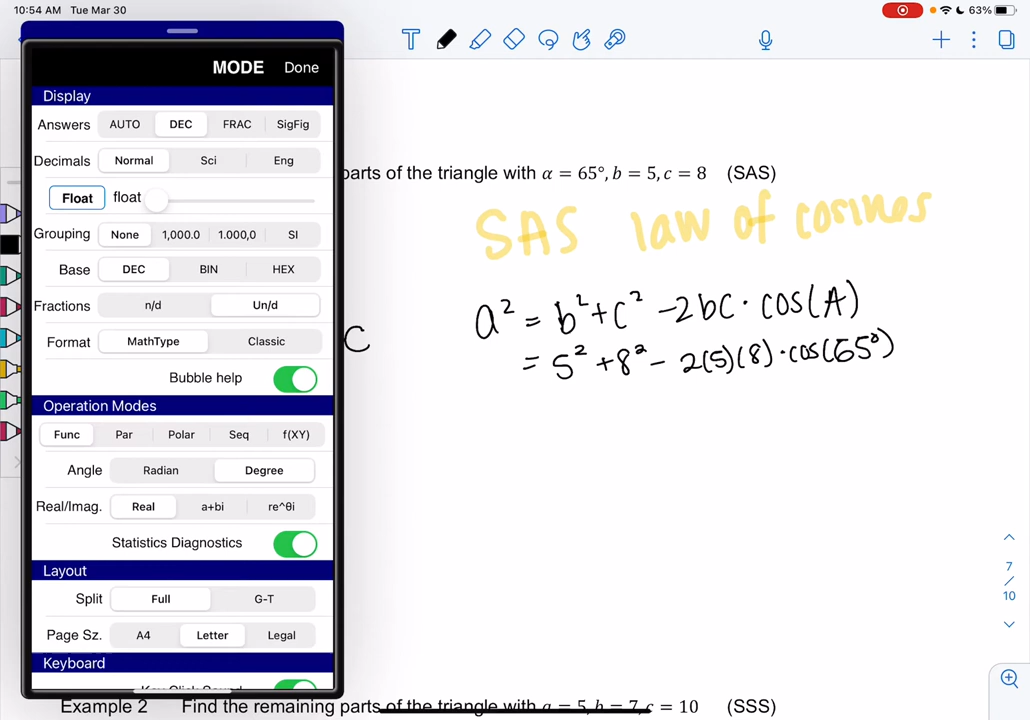 10:54 AM Tue Mar 30
63%
MODE Done
Display
Answers AUTO DEC FRAC SigFig
Decimals Normal Sci Eng
Float float
Grouping None 1,000.0 1.000,0 SI
Base DEC BIN HEX
Fractions n/d Un/d
Format MathType Classic
Bubble help
Operation Modes
Func Par Polar Seq f(XY)
Angle Radian Degree
Real/Imag. Real a+bi re^θi
Statistics Diagnostics
Layout
Split Full G-T
Page Sz. A4 Letter Legal
Keyboard
parts of the triangle with α = 65°, b = 5, c = 8 (SAS)
SAS law of cosines
a² = b² + c² - 2bc · cos(A)
= 5² + 8² - 2(5)(8) · cos(65°)
C
7
/
10
Example 2 Find the remaining parts of the triangle with a = 5, b = 7, c = 10 (SSS)